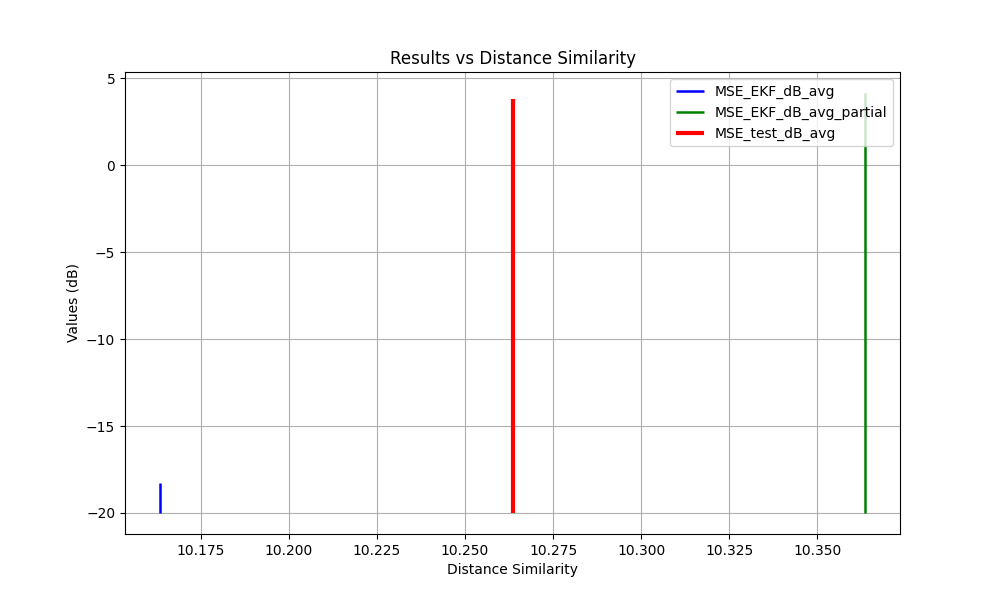 Results vs Distance Similarity
MSE_EKF_dB_avg
MSE_EKF_dB_avg_partial
MSE_test_dB_avg
Values (dB)
5
0
−5
−10
−15
−20
10.175 10.200 10.225 10.250 10.275 10.300 10.325 10.350
Distance Similarity